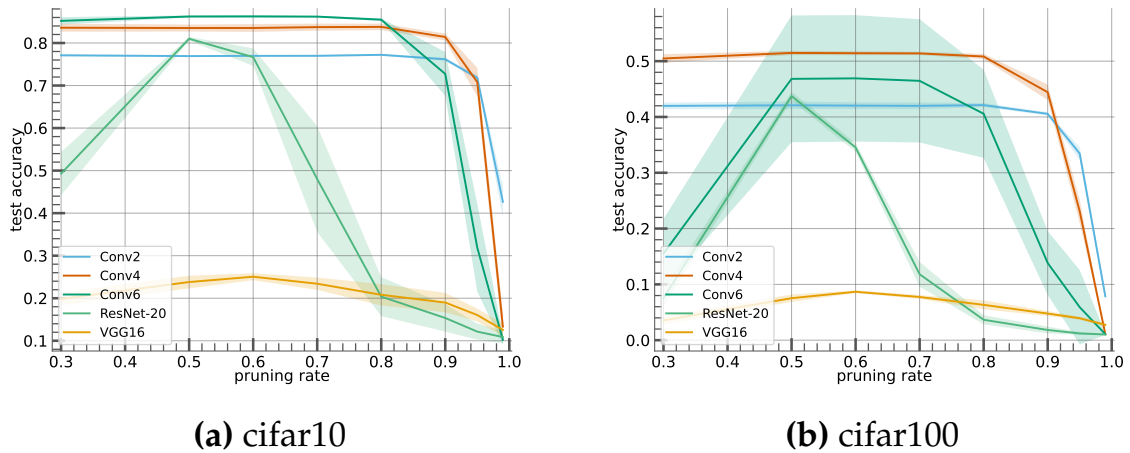 0.8
0.7
0.6
0.5
0.4
0.3
0.2
0.1
test accuracy
Conv2
Conv4
Conv6
ResNet-20
VGG16
0.3 0.4 0.5 0.6 0.7 0.8 0.9 1.0
pruning rate
(a) cifar10
0.5
0.4
0.3
0.2
0.1
0.0
test accuracy
Conv2
Conv4
Conv6
ResNet-20
VGG16
0.3 0.4 0.5 0.6 0.7 0.8 0.9 1.0
pruning rate
(b) cifar100